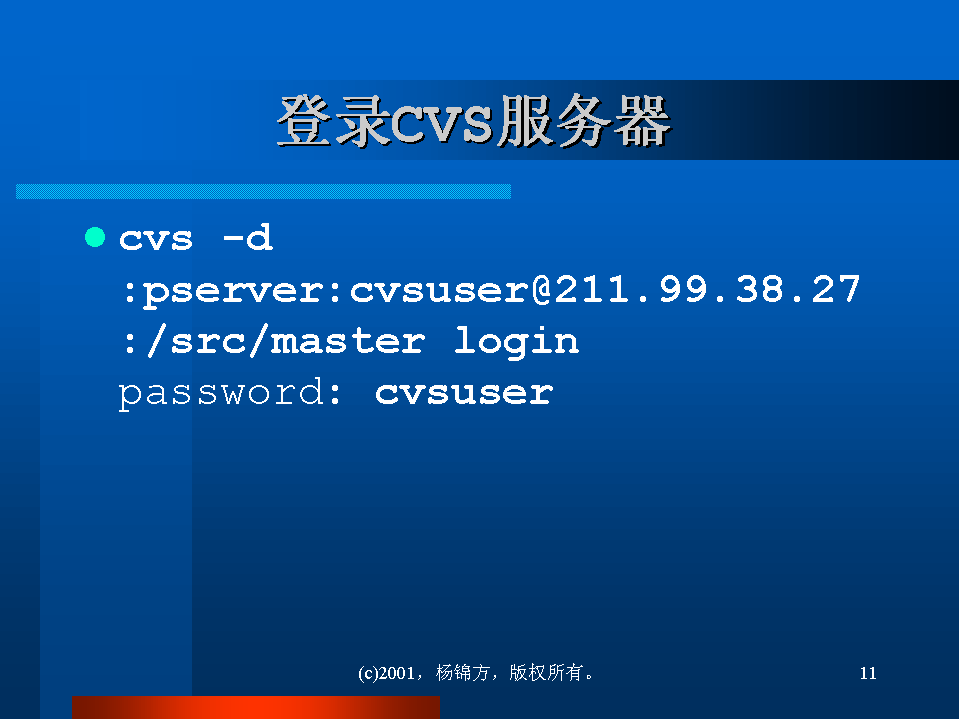 登录CVS服务器
cvs -d
:pserver:cvsuser@211.99.38.27
:/src/master login
password: cvsuser
(c)2001，杨锦方，版权所有。
11